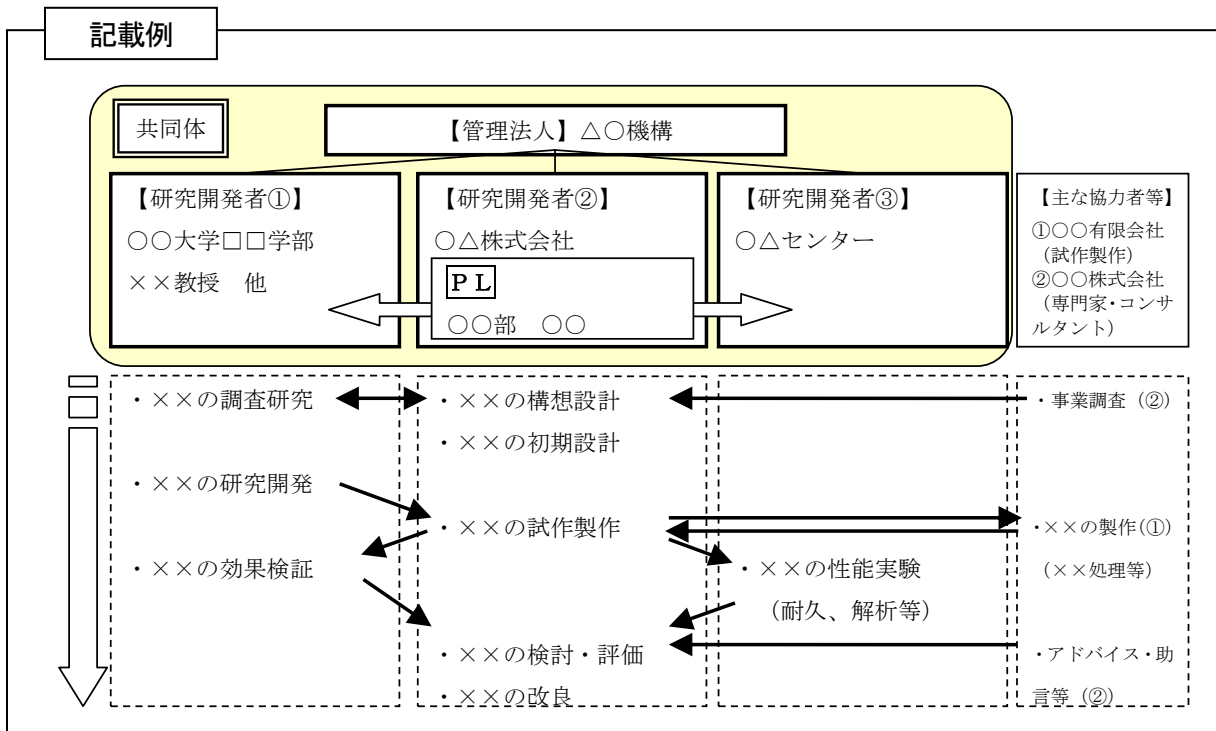 記載例
共同体
【管理法人】△○機構
【研究開発者①】
○○大学□□学部
××教授　他
【研究開発者②】
○△株式会社
ＰＬ
○○部　○○
【研究開発者③】
○△センター
【主な協力者等】
①○○有限会社
（試作製作）
②○○株式会社
（専門家・コンサ
ルタント）
・××の調査研究
・××の研究開発
・××の効果検証
・××の構想設計
・××の初期設計
・××の試作製作
・××の検討・評価
・××の改良
・××の性能実験
（耐久、解析等）
・事業調査（②）
・××の製作（①）
（××処理等）
・アドバイス・助
言等（②）